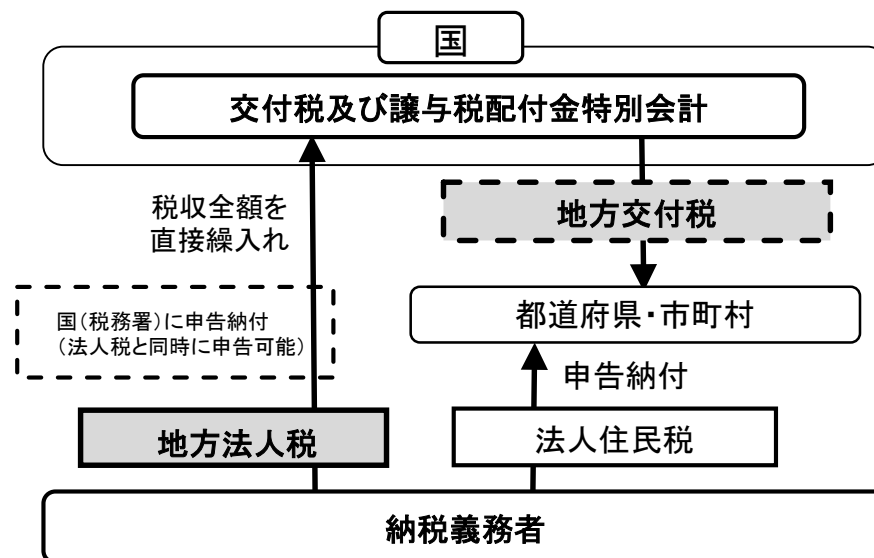 国
交付税及び譲与税配付金特別会計
税収全額を
直接繰入れ
地方交付税
国(税務署)に申告納付
(法人税と同時に申告可能)
都道府県・市町村
申告納付
地方法人税
法人住民税
納税義務者